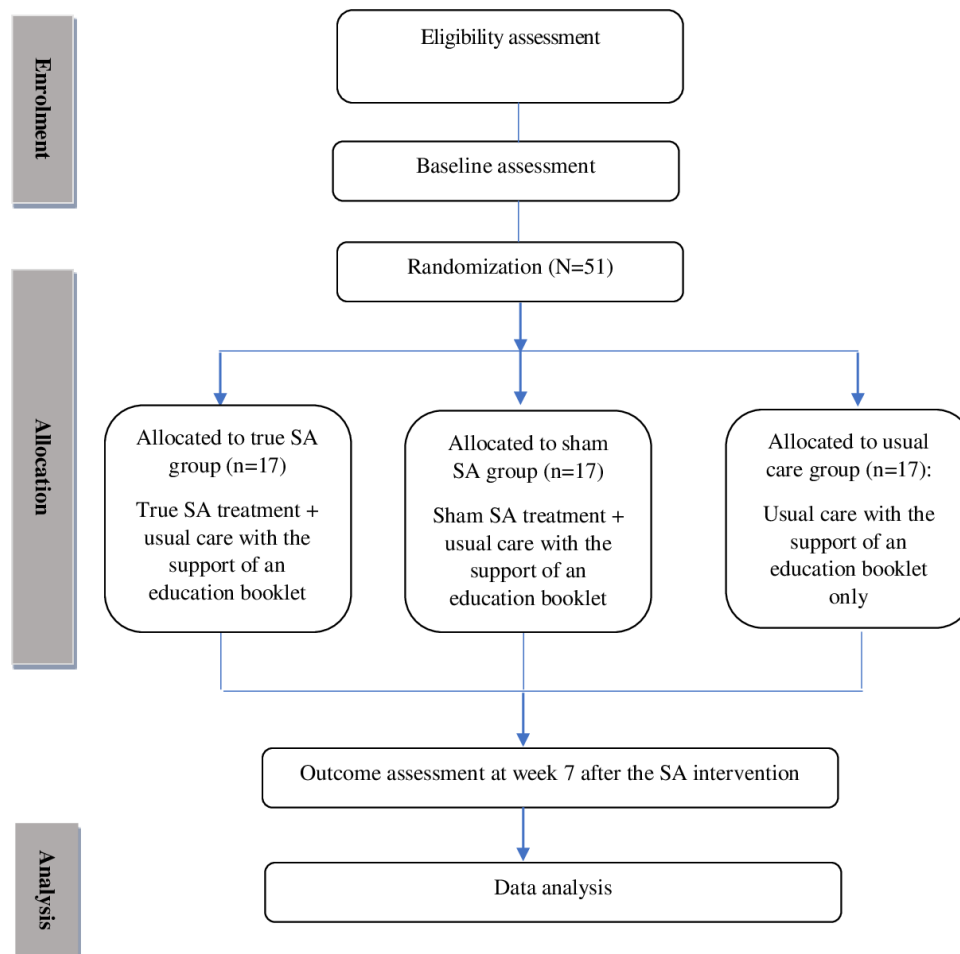 Enrolment
Eligibility assessment
Baseline assessment
Allocation
Randomization (N=51)
Allocated to true SA
group (n=17)
True SA treatment +
usual care with the
support of an
education booklet
Allocated to sham
SA group (n=17)
Sham SA treatment +
usual care with the
support of an
education booklet
Allocated to usual
care group (n=17):
Usual care with the
support of an
education booklet
only
Outcome assessment at week 7 after the SA intervention
Analysis
Data analysis